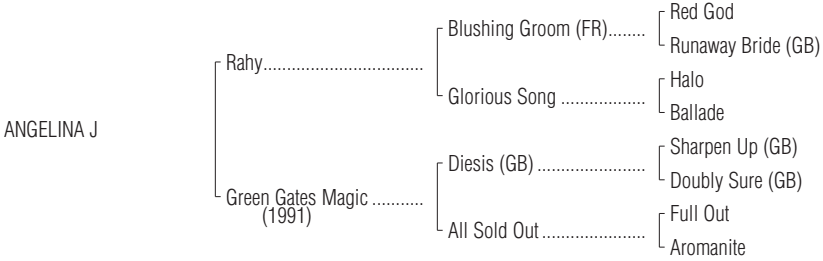 Red God
Blushing Groom (FR)........
Runaway Bride (GB)
Rahy..................................
Halo
Glorious Song ..................
Ballade
ANGELINA J
Sharpen Up (GB)
Diesis (GB) .......................
Doubly Sure (GB)
Green Gates Magic ...........
(1991)
Full Out
All Sold Out......................
Aromanite